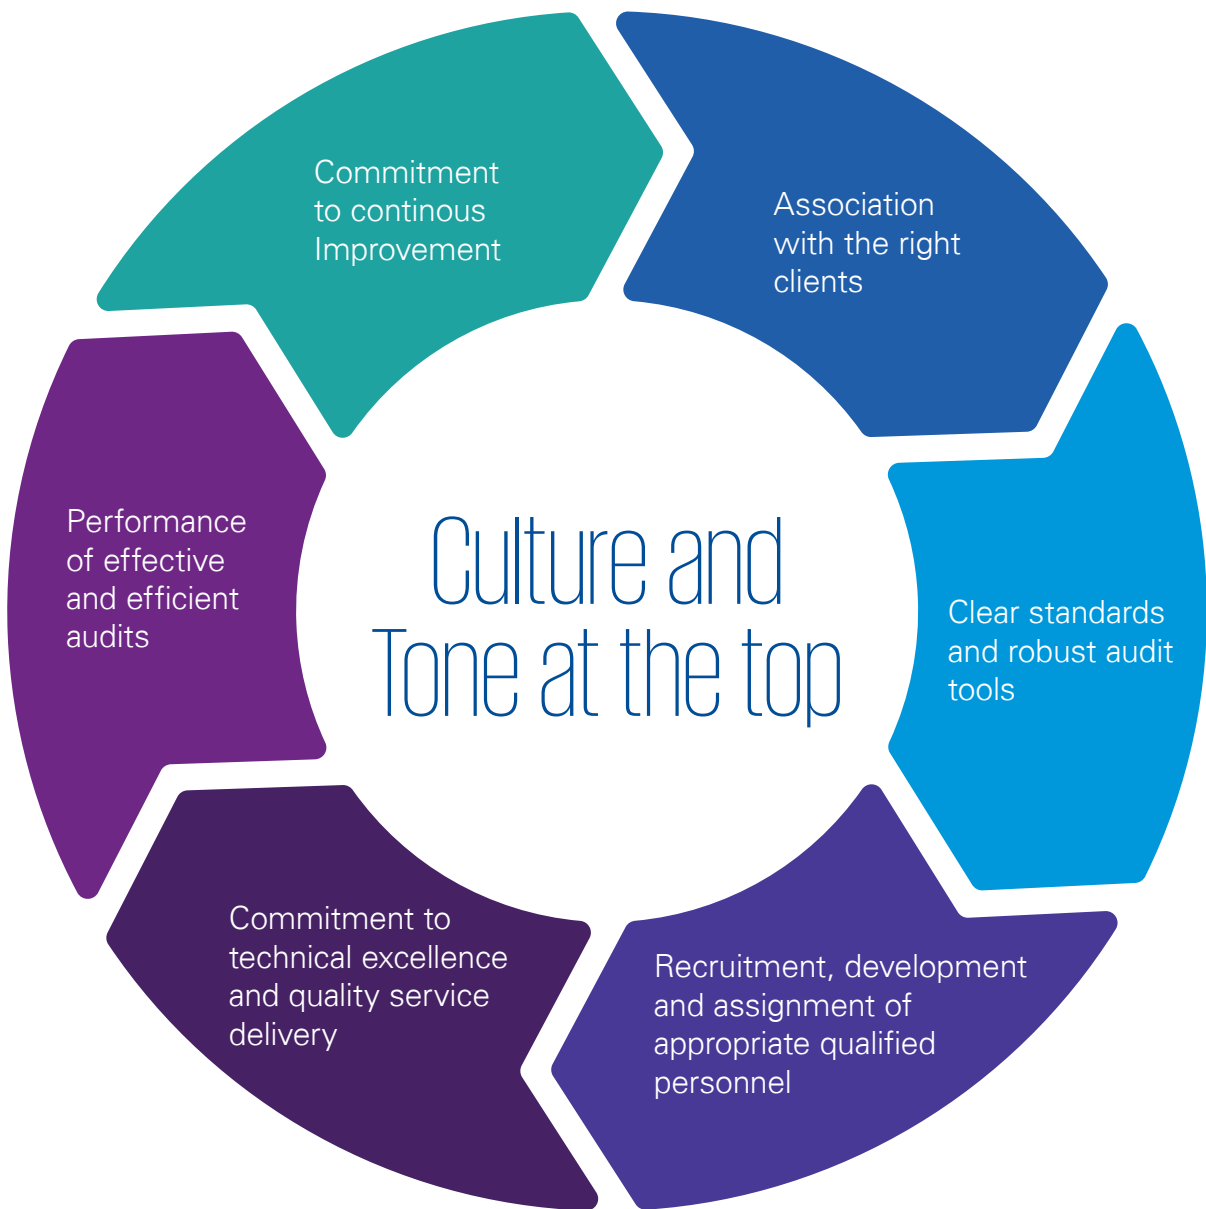 Commitment
to continous
Improvement
Association
with the right
clients
Clear standards
and robust audit
tools
Recruitment, development
and assignment of
appropriate qualified
personnel
Commitment to
technical excellence
and quality service
delivery
Performance
of effective
and efficient
audits
Culture and
Tone at the top